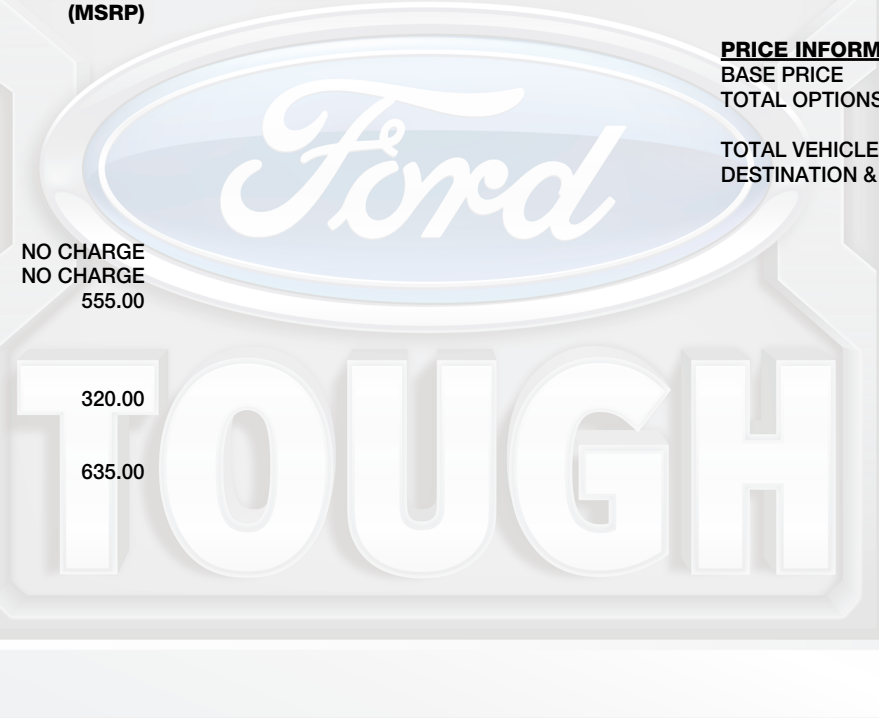 (MSRP)
NO CHARGE
NO CHARGE
555.00
320.00
635.00
PRICE INFORM
BASE PRICE
TOTAL OPTIONS
TOTAL VEHICLE
DESTINATION &
Ford
TOUGH